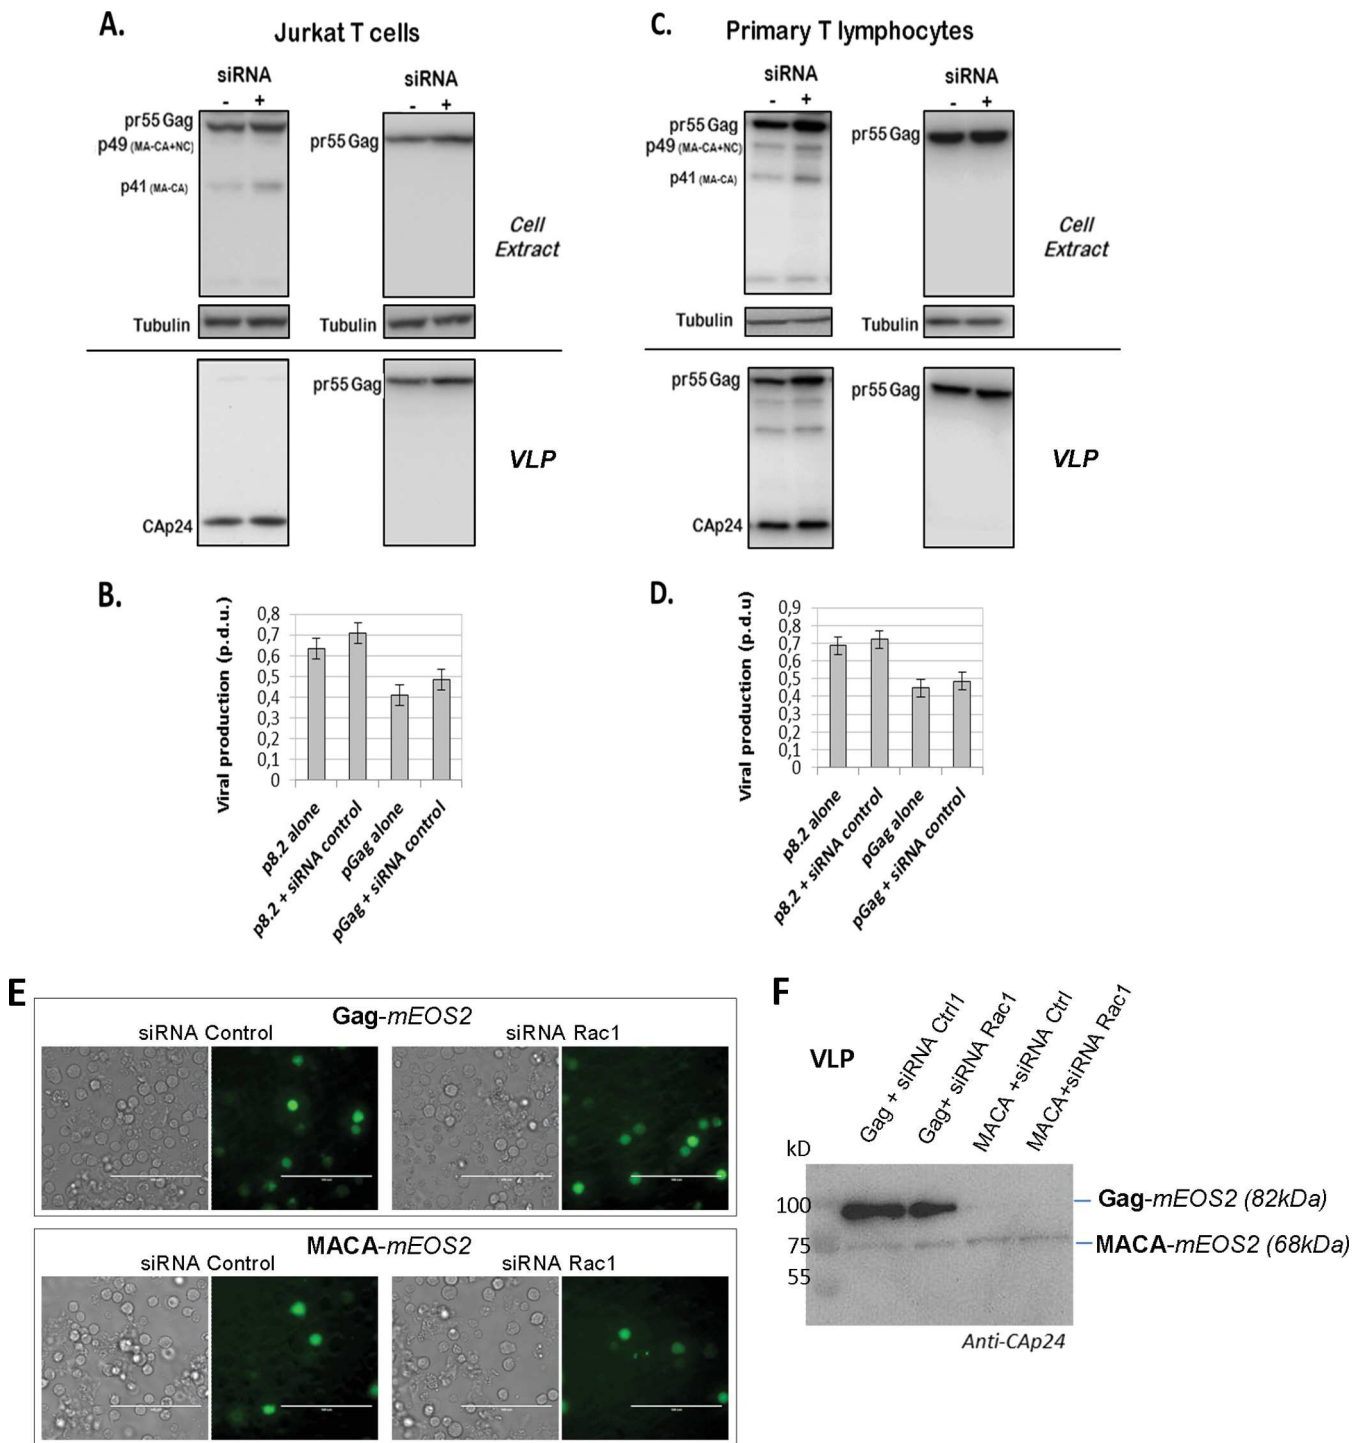 A.
Jurkat T cells
siRNA
- +
pr55 Gag
p49 (MA-CA+NC)
p41 (MA-CA)
Tubulin
siRNA
- +
pr55 Gag
Tubulin
Cell
Extract
CAp24
pr55 Gag
VLP
C.
Primary T lymphocytes
siRNA
- +
pr55 Gag
p49 (MA-CA+NC)
p41 (MA-CA)
Tubulin
siRNA
- +
pr55 Gag
Tubulin
Cell
Extract
pr55 Gag
CAp24
pr55 Gag
VLP
B.
Viral production (p.d.u.)
0,8
0,7
0,6
0,5
0,4
0,3
0,2
0,1
0
p8.2 alone
p8.2 + siRNA control
pGag alone
pGag + siRNA control
D.
Viral production (p.d.u)
0,9
0,8
0,7
0,6
0,5
0,4
0,3
0,2
0,1
0
p8.2 alone
p8.2 + siRNA control
pGag alone
pGag + siRNA control
E
Gag-mEOS2
siRNA Control
siRNA Rac1
MACA-mEOS2
siRNA Control
siRNA Rac1
F
VLP
Gag + siRNA Ctrl1
Gag+ siRNA Rac1
MACA +siRNA Ctrl
MACA+siRNA Rac1
kD
100
75
55
Gag-mEOS2 (82kDa)
MACA-mEOS2 (68kDa)
Anti-CAp24